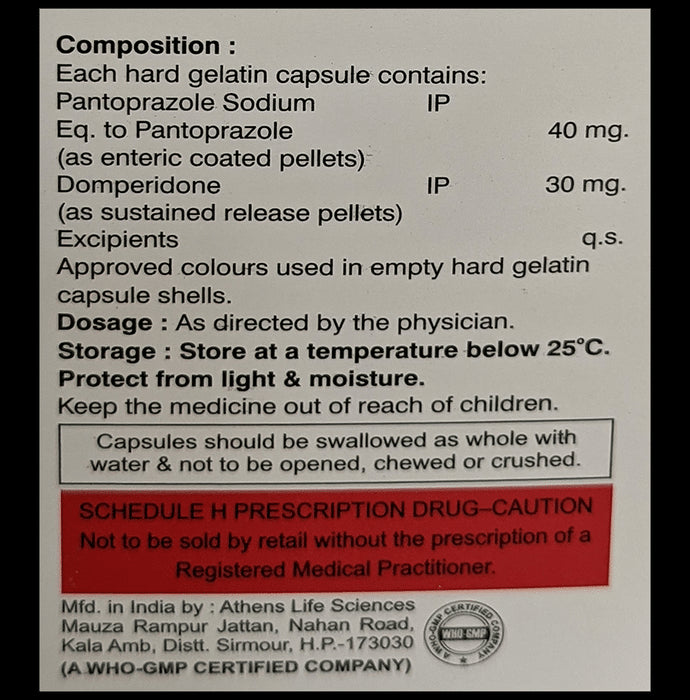 Composition :
Each hard gelatin capsule contains:
Pantoprazole Sodium IP
Eq. to Pantoprazole 40 mg.
(as enteric coated pellets)
Domperidone IP 30 mg.
(as sustained release pellets)
Excipients q.s.
Approved colours used in empty hard gelatin
capsule shells.
Dosage : As directed by the physician.
Storage : Store at a temperature below 25°C.
Protect from light & moisture.
Keep the medicine out of reach of children.
Capsules should be swallowed as whole with
water & not to be opened, chewed or crushed.
SCHEDULE H PRESCRIPTION DRUG–CAUTION
Not to be sold by retail without the prescription of a
Registered Medical Practitioner.
Mfd. in India by : Athens Life Sciences
Mauza Rampur Jattan, Nahan Road,
Kala Amb, Distt. Sirmour, H.P.-173030
(A WHO-GMP CERTIFIED COMPANY)
A WHO-GMP CERTIFIED COMPANY
WHO-GMP